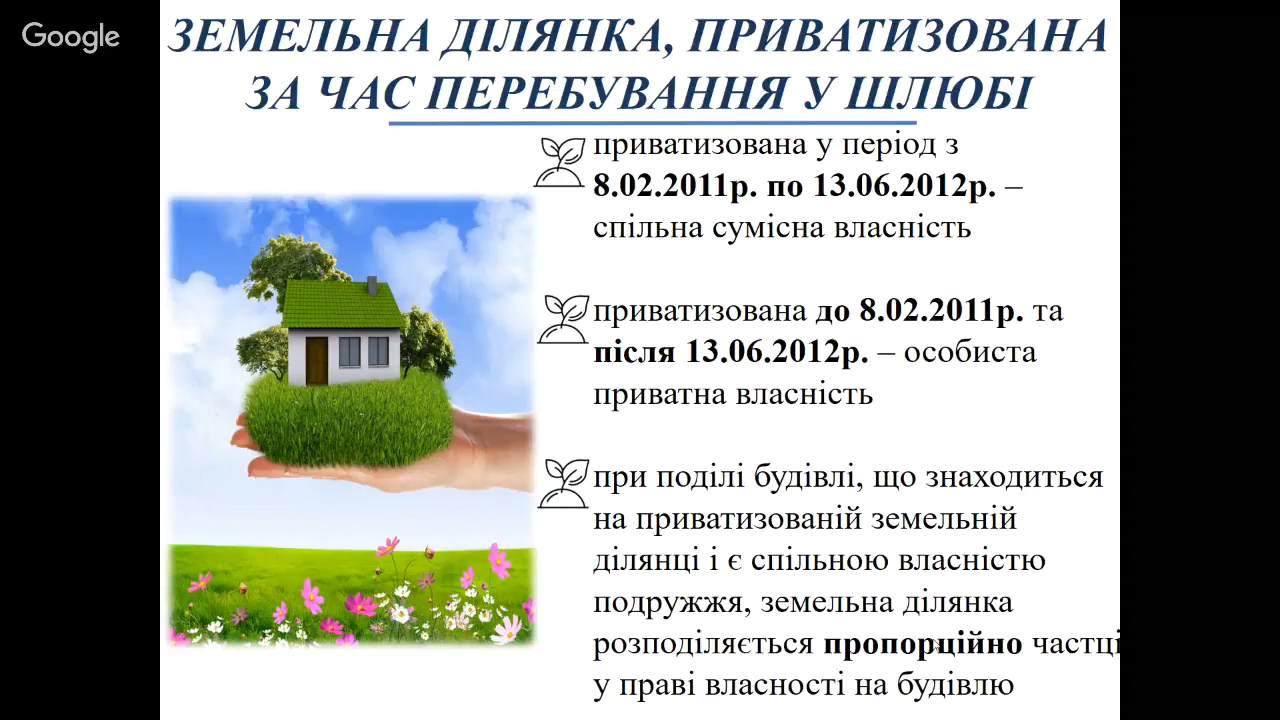 Google
ЗЕМЕЛЬНА ДІЛЯНКА, ПРИВАТИЗОВАНА
ЗА ЧАС ПЕРЕБУВАННЯ У ШЛЮБІ
приватизована у період з
8.02.2011р. по 13.06.2012р. –
спільна сумісна власність
приватизована до 8.02.2011р. та
після 13.06.2012р. – особиста
приватна власність
при поділі будівлі, що знаходиться
на приватизованій земельній
ділянці і є спільною власністю
подружжя, земельна ділянка
розподіляється пропорційно частці
у праві власності на будівлю